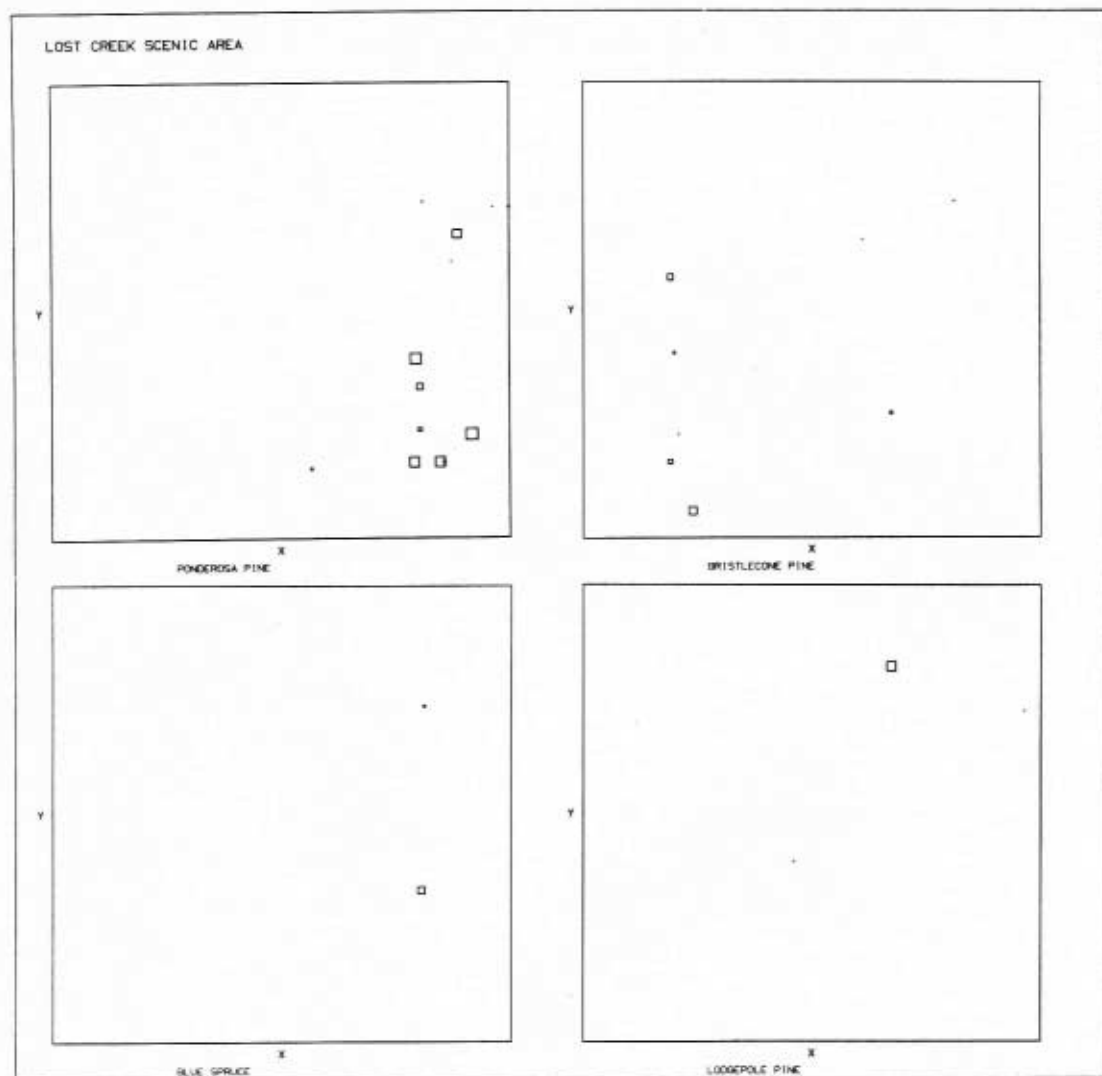 LOST CREEK SCENIC AREA
Y
X
PONDEROSA PINE
Y
X
BRISTLECONE PINE
Y
X
BLUE SPRUCE
Y
X
LODGEPOLE PINE